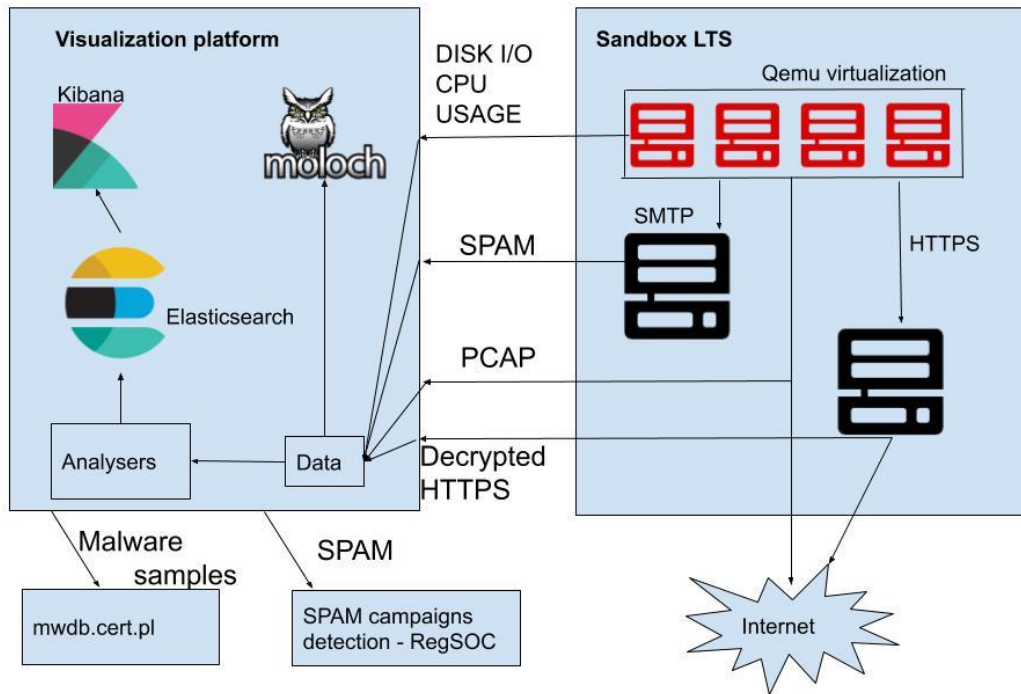 Visualization platform
Kibana
moloch
Elasticsearch
Analysers
Data
DISK I/O
CPU
USAGE
SPAM
PCAP
Decrypted
HTTPS
Sandbox LTS
Qemu virtualization
SMTP
HTTPS
Malware
samples
SPAM
mwdb.cert.pl
SPAM campaigns
detection - RegSOC
Internet